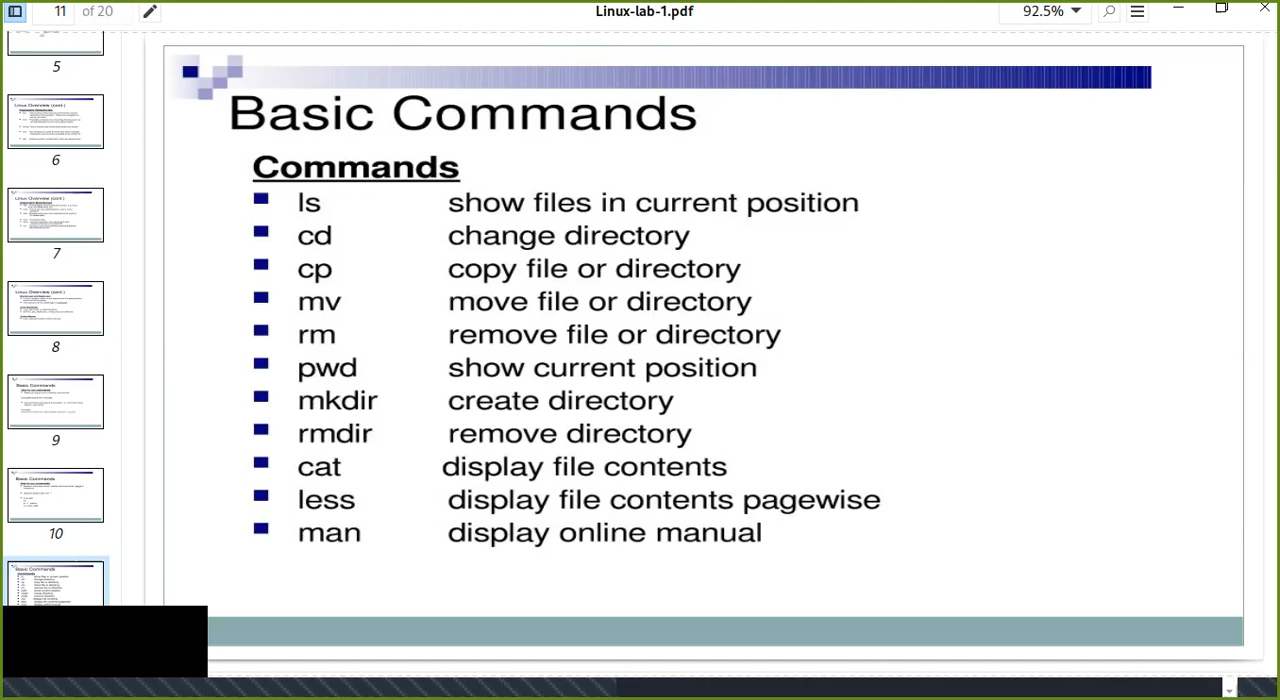 11 of 20
Linux-lab-1.pdf
92.5%
5
6
7
8
9
10
Basic Commands
Commands
ls show files in current position
cd change directory
cp copy file or directory
mv move file or directory
rm remove file or directory
pwd show current position
mkdir create directory
rmdir remove directory
cat display file contents
less display file contents pagewise
man display online manual